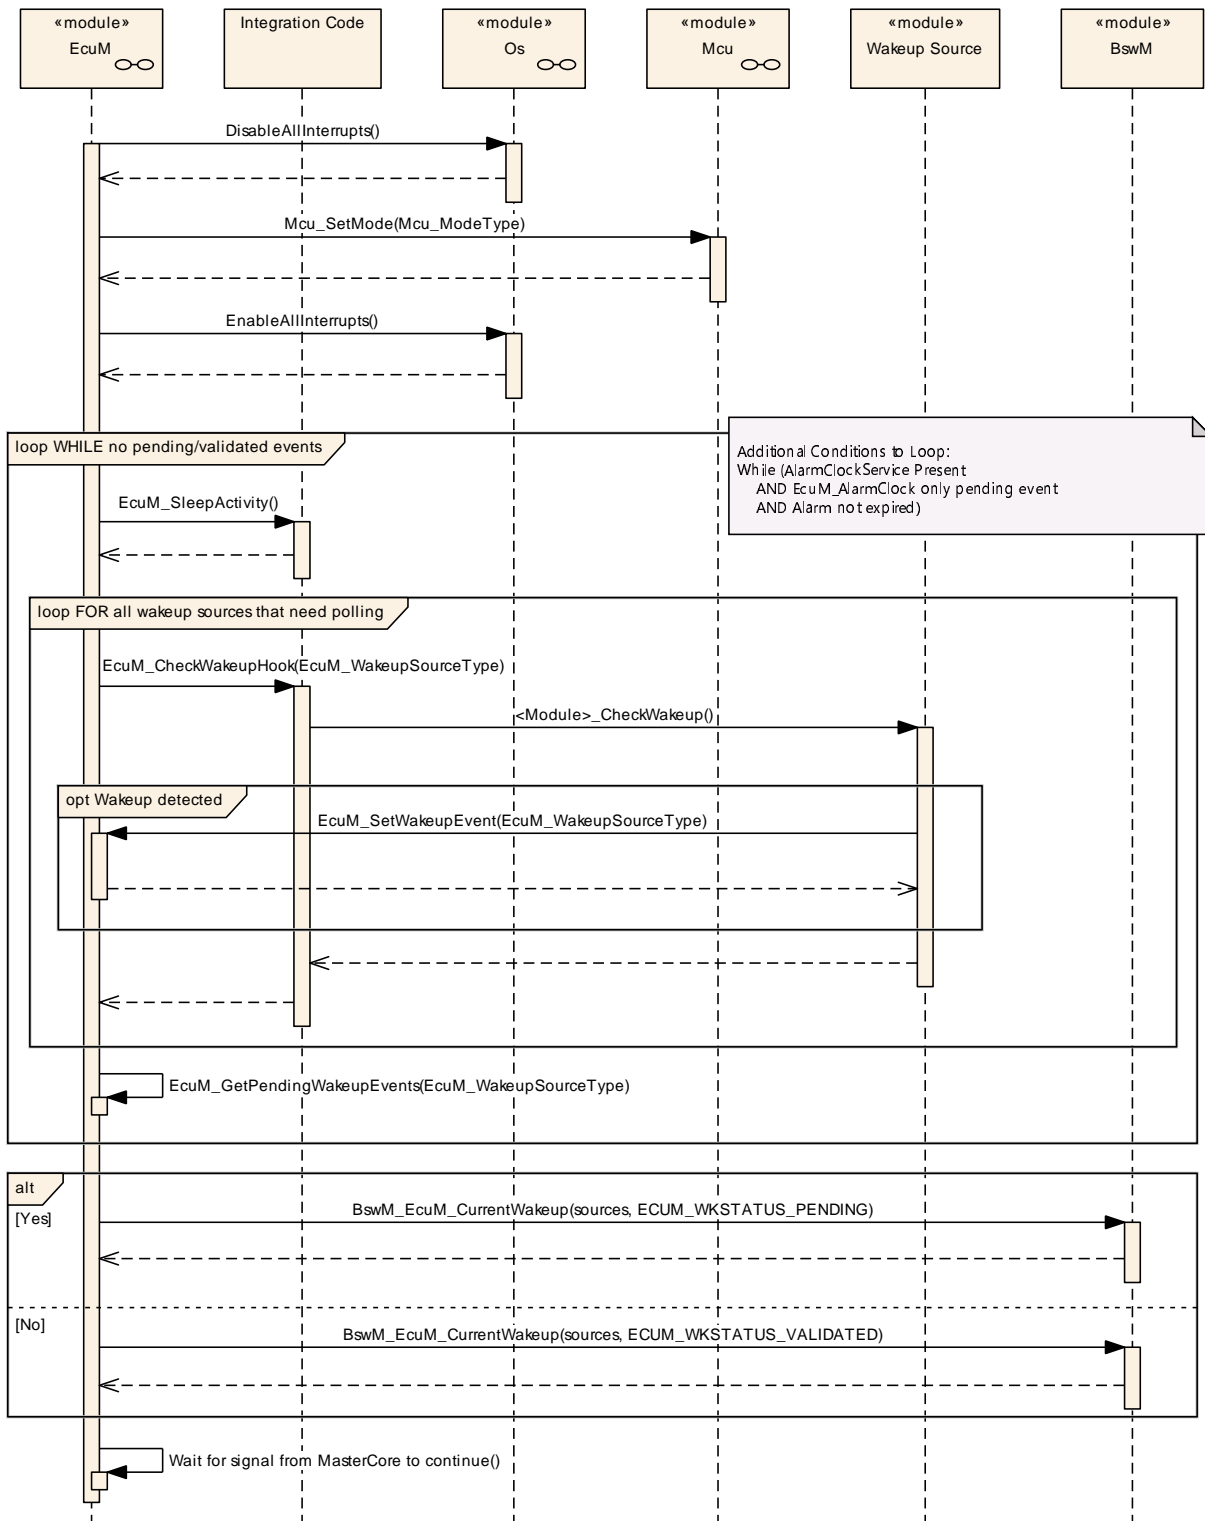 «module»
EcuM
Integration Code
«module»
Os
«module»
Mcu
«module»
Wakeup Source
«module»
BswM
DisableAllInterrupts()
Mcu_SetMode(Mcu_ModeType)
EnableAllInterrupts()
loop WHILE no pending/validated events
Additional Conditions to Loop:
While (AlarmClockService Present
AND EcuM_AlarmClock only pending event
AND Alarm not expired)
EcuM_SleepActivity()
loop FOR all wakeup sources that need polling
EcuM_CheckWakeupHook(EcuM_WakeupSourceType)
<Module>_CheckWakeup()
opt Wakeup detected
EcuM_SetWakeupEvent(EcuM_WakeupSourceType)
EcuM_GetPendingWakeupEvents(EcuM_WakeupSourceType)
alt
[Yes]
BswM_EcuM_CurrentWakeup(sources, ECUM_WKSTATUS_PENDING)
[No]
BswM_EcuM_CurrentWakeup(sources, ECUM_WKSTATUS_VALIDATED)
Wait for signal from MasterCore to continue()